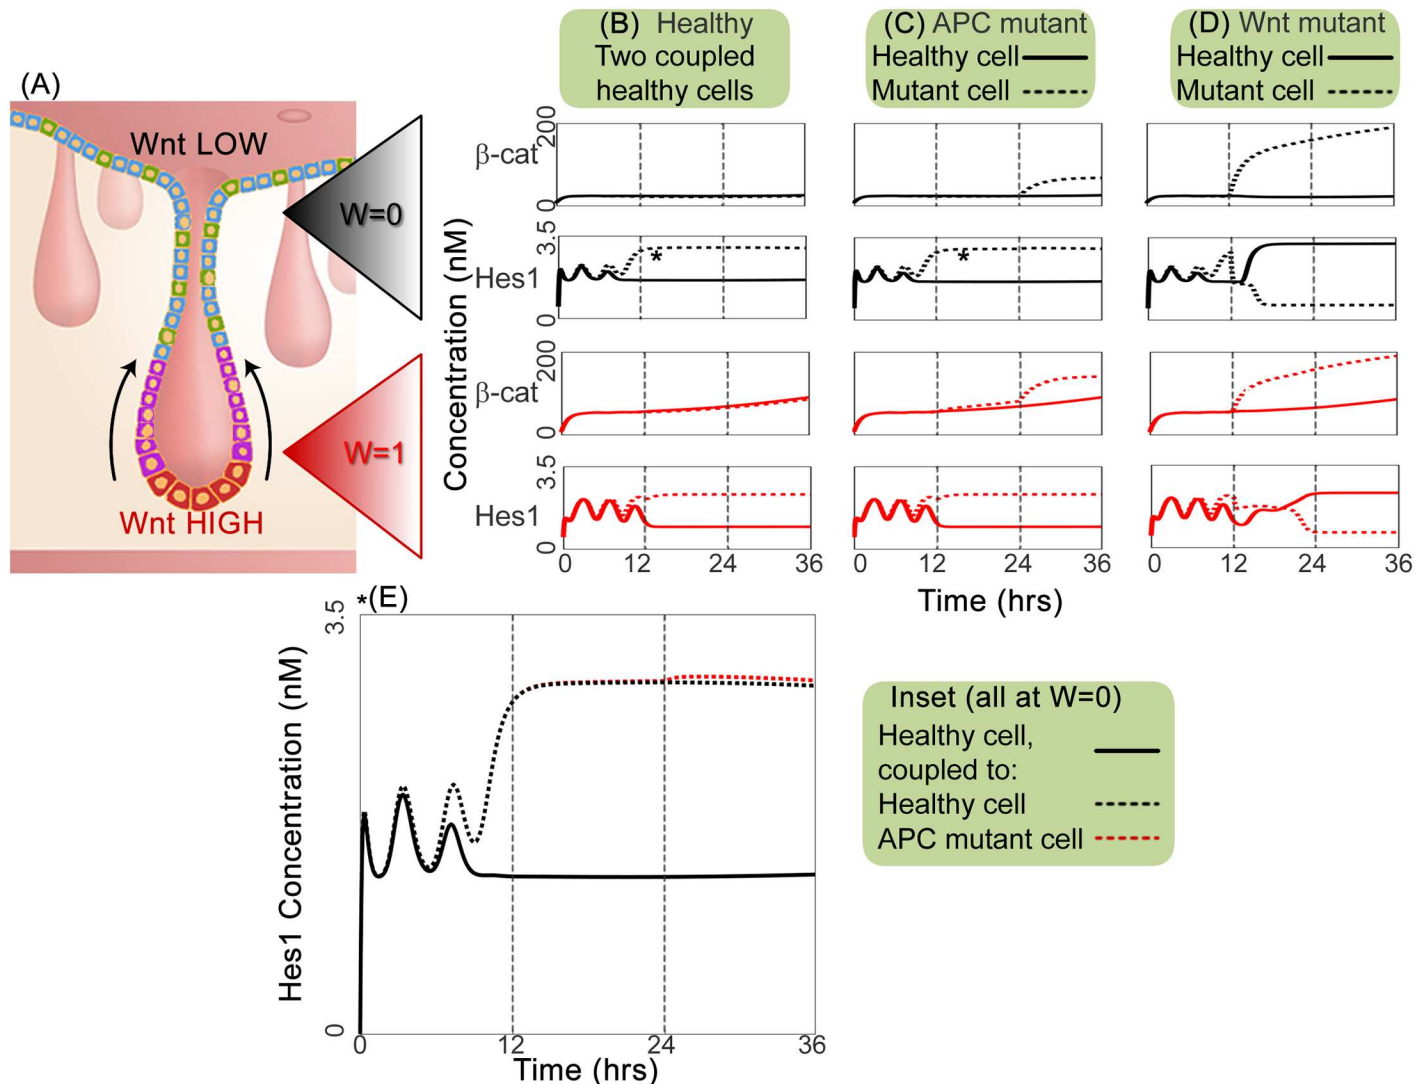 (A)
Wnt LOW
W=0
W=1
Wnt HIGH
(B) Healthy
Two coupled
healthy cells
(C) APC mutant
Healthy cell
Mutant cell
(D) Wnt mutant
Healthy cell
Mutant cell
Concentration (nM)
β-cat
200
0
Hes1
3.5
0
β-cat
200
0
Hes1
3.5
0
0 12 24 36
0 12 24 36
0 12 24 36
Time (hrs)
*(E)
Hes1 Concentration (nM)
3.5
0
0 12 24 36
Time (hrs)
*
*
Inset (all at W=0)
Healthy cell,
coupled to:
Healthy cell
APC mutant cell